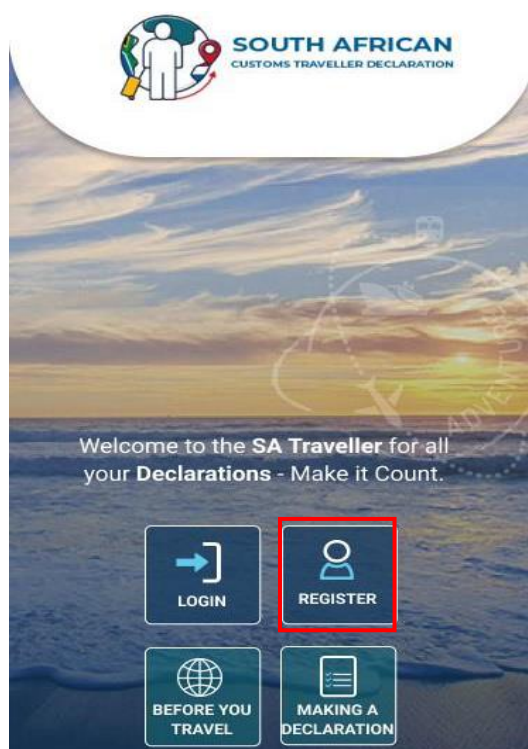 SOUTH AFRICAN
CUSTOMS TRAVELLER DECLARATION
ADVENTURE
Welcome to the SA Traveller for all
your Declarations - Make it Count.
LOGIN
REGISTER
BEFORE YOU
TRAVEL
MAKING A
DECLARATION